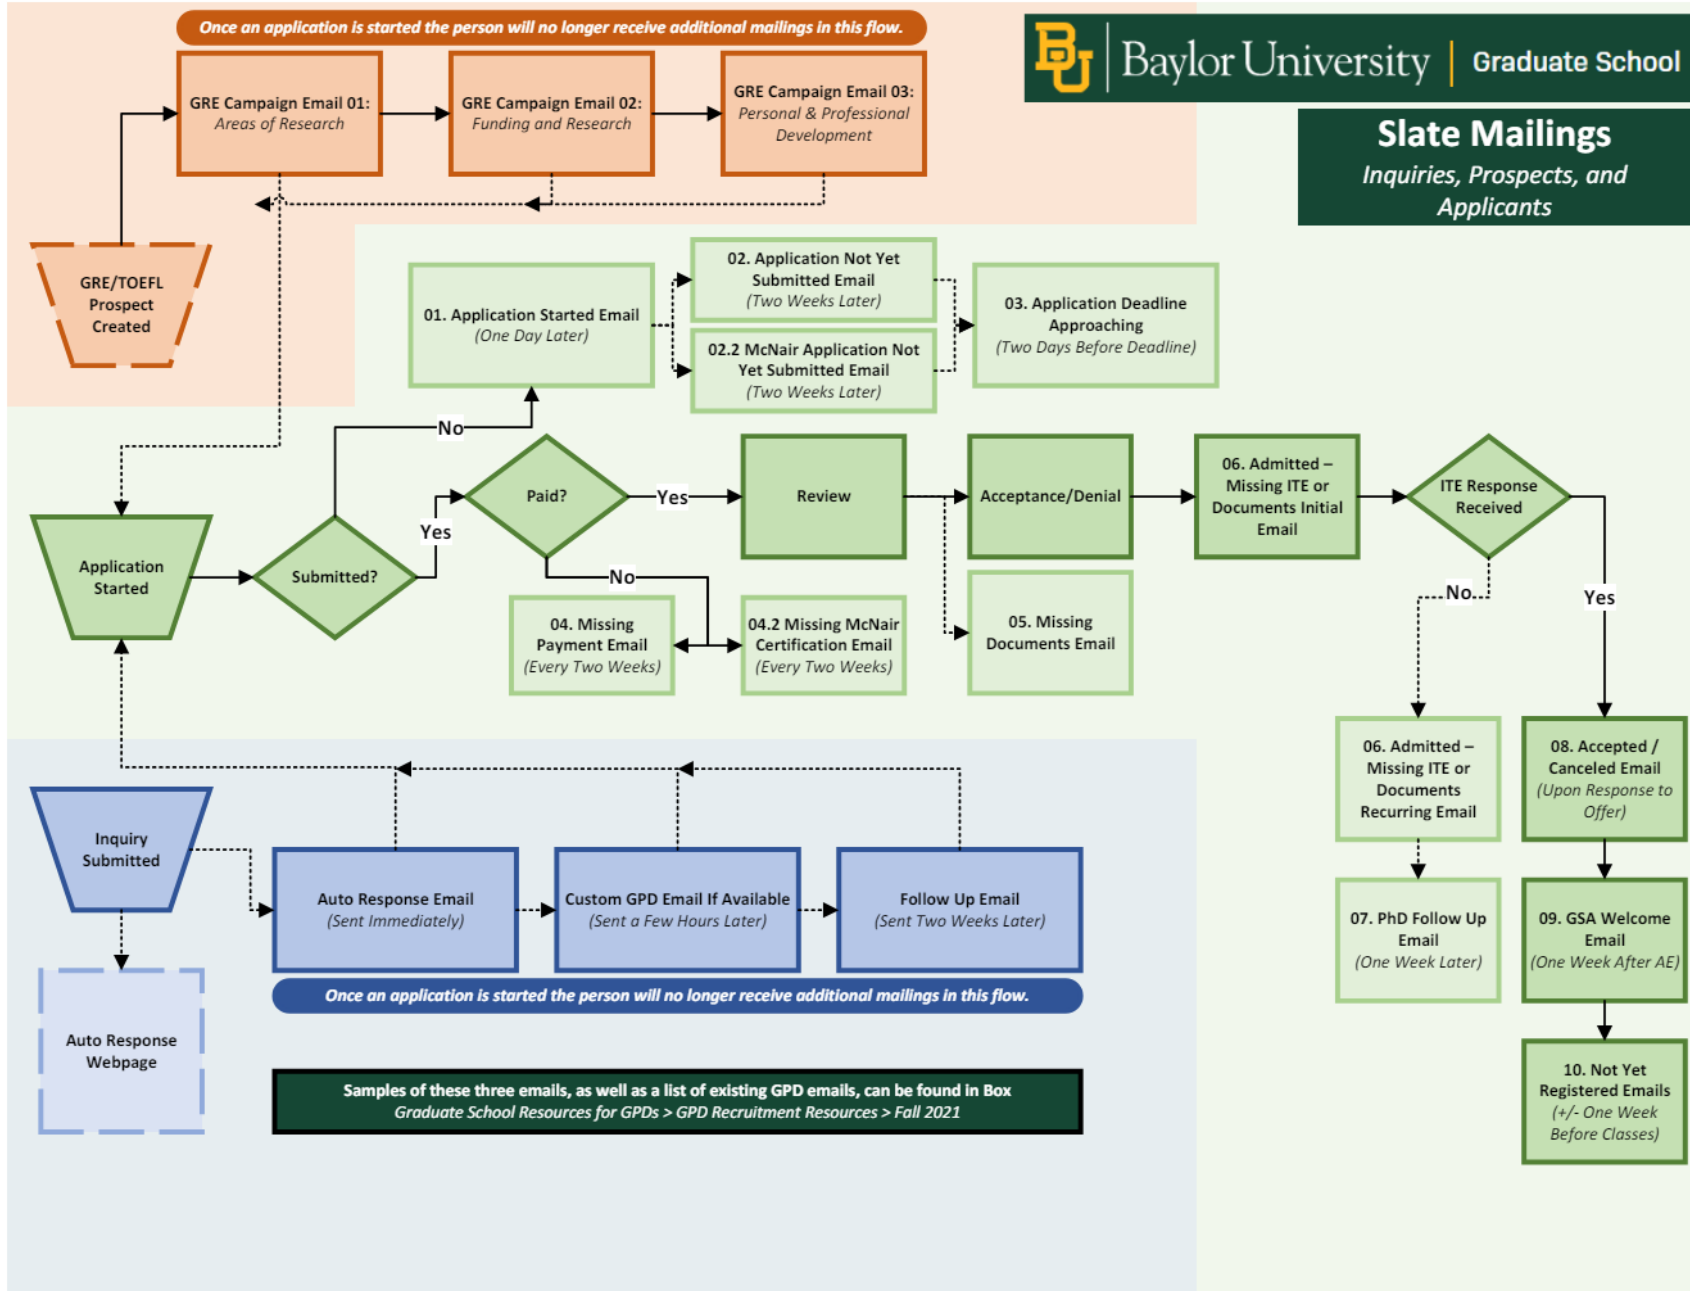 Once an application is started the person will no longer receive additional mailings in this flow.
BU
Baylor University
Graduate School
GRE Campaign Email 01:
Areas of Research
GRE Campaign Email 02:
Funding and Research
GRE Campaign Email 03:
Personal & Professional
Development
Slate Mailings
Inquiries, Prospects, and
Applicants
GRE/TOEFL
Prospect
Created
01. Application Started Email
(One Day Later)
02. Application Not Yet
Submitted Email
(Two Weeks Later)
02.2 McNair Application Not
Yet Submitted Email
(Two Weeks Later)
03. Application Deadline
Approaching
(Two Days Before Deadline)
No
Application
Started
Submitted?
Yes
Paid?
Yes
Review
Acceptance/Denial
06. Admitted –
Missing ITE or
Documents Initial
Email
ITE Response
Received
No
04. Missing
Payment Email
(Every Two Weeks)
04.2 Missing McNair
Certification Email
(Every Two Weeks)
05. Missing
Documents Email
No
Yes
06. Admitted –
Missing ITE or
Documents
Recurring Email
08. Accepted /
Canceled Email
(Upon Response to
Offer)
07. PhD Follow Up
Email
(One Week Later)
09. GSA Welcome
Email
(One Week After AE)
10. Not Yet
Registered Emails
(+/- One Week
Before Classes)
Inquiry
Submitted
Auto Response Email
(Sent Immediately)
Custom GPD Email If Available
(Sent a Few Hours Later)
Follow Up Email
(Sent Two Weeks Later)
Once an application is started the person will no longer receive additional mailings in this flow.
Auto Response
Webpage
Samples of these three emails, as well as a list of existing GPD emails, can be found in Box
Graduate School Resources for GPDs > GPD Recruitment Resources > Fall 2021